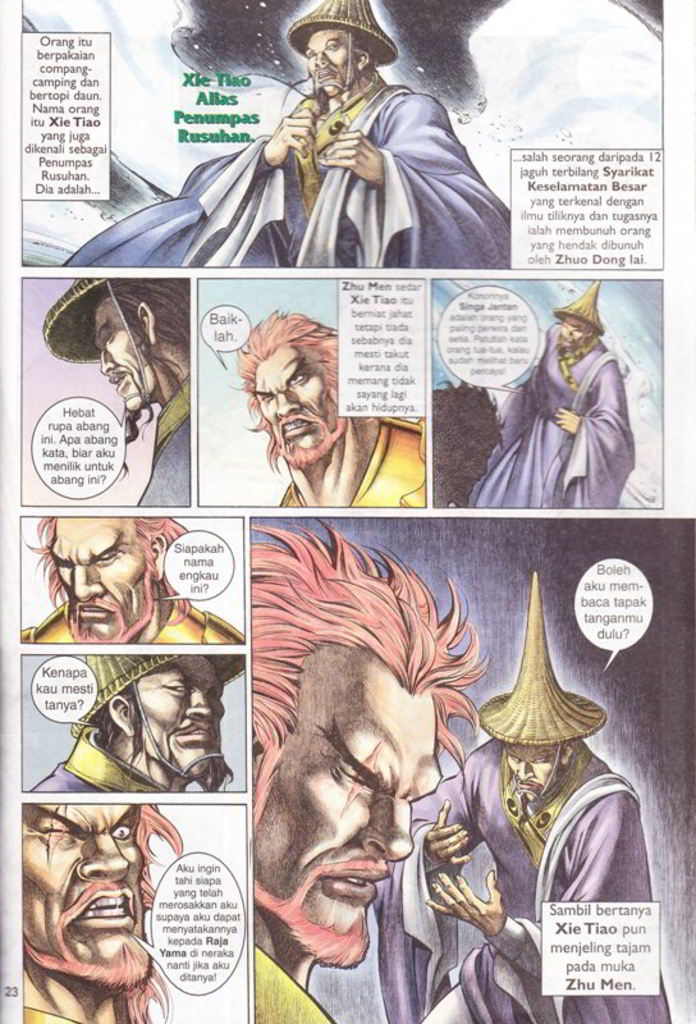 Orang itu
berpakaian
compang-
camping dan
bertopi daun.
Nama orang
itu Xie Tiao
yang juga
dikenali sebagai
Penumpas
Rusuhan.
Dia adalah...
Xie Tiao
Alias
Penumpas
Rusuhan.
...salah seorang daripada 12
jaguh terbilang Syarikat
Keselamatan Besar
yang terkenal dengan
ilmu tiliknya dan tugasnya
ialah membunuh orang
yang hendak dibunuh
oleh Zhuo Dong lai.
Hebat
rupa abang
ini. Apa abang
kata, biar aku
menilik untuk
abang ini?
Baik-
lah.
Zhu Men sedar
Xie Tiao itu
berniat jahat
tetapi tiada
sebabnya dia
mesti takut
kerana dia
memang tidak
sayang lagi
akan hidupnya.
Kononnya
Singa Jantan
adalah orang yang
paling perwira dan
setia. Patutlah kata
orang tua-tua, kalau
sudah melihat baru
percaya!
Siapakah
nama
engkau
ini?
Kenapa
kau mesti
tanya?
Aku ingin
tahi siapa
yang telah
merosakkan aku
supaya aku dapat
menyatakannya
kepada Raja
Yama di neraka
nanti jika aku
ditanya!
Boleh
aku mem-
baca tapak
tanganmu
dulu?
Sambil bertanya
Xie Tiao pun
menjeling tajam
pada muka
Zhu Men.
23